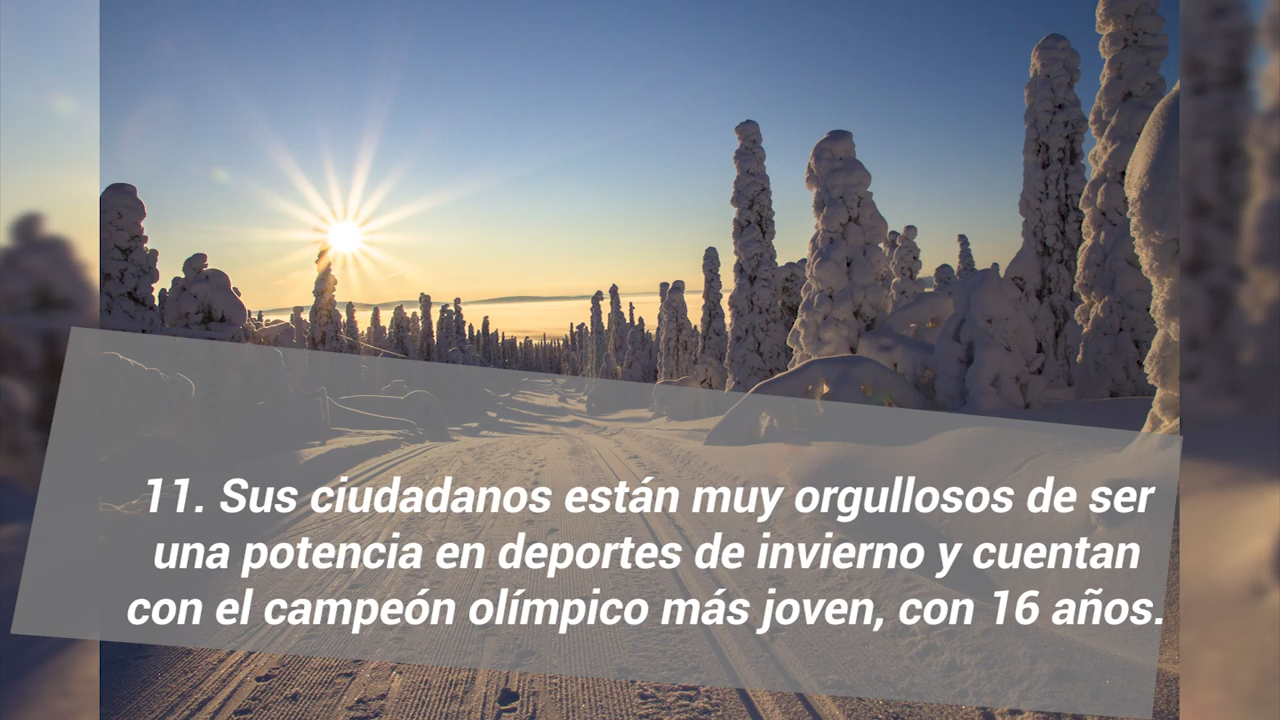 11. Sus ciudadanos están muy orgullosos de ser
una potencia en deportes de invierno y cuentan
con el campeón olímpico más joven, con 16 años.